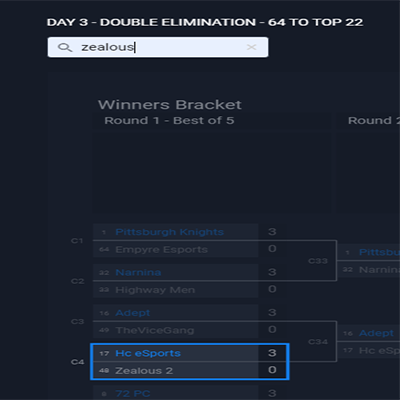 DAY 3 - DOUBLE ELIMINATION - 64 TO TOP 22
zealous
Winners Bracket
Round 1 - Best of 5
Round 2
C1
1 Pittsburgh Knights 3
64 Empyre Esports 0
C2
32 Narnina 3
33 Highway Men 0
C33
1 Pittsbu
32 Narnina
C3
16 Adept 3
49 TheViceGang 0
C4
17 Hc eSports 3
48 Zealous 2 0
C34
16 Adept
17 Hc eSp
8 72 PC 3